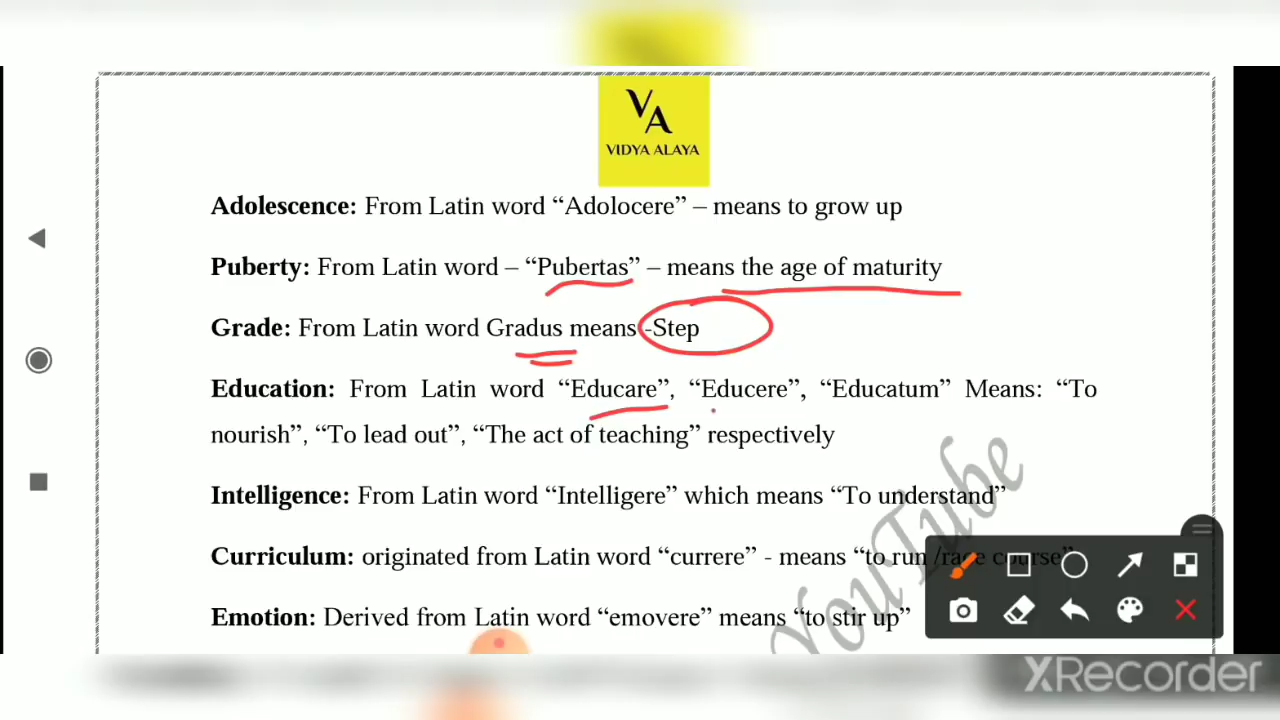 VA
VIDYA ALAYA
Adolescence: From Latin word “Adolocere” – means to grow up
Puberty: From Latin word – “Pubertas” – means the age of maturity
Grade: From Latin word Gradus means -Step
Education: From Latin word “Educare”, “Educere”, “Educatum” Means: “To
nourish”, “To lead out”, “The act of teaching” respectively
Intelligence: From Latin word “Intelligere” which means “To understand”
Curriculum: originated from Latin word “currere” - means “to run /race course”
Emotion: Derived from Latin word “emovere” means “to stir up”
YouTube
XRecorder